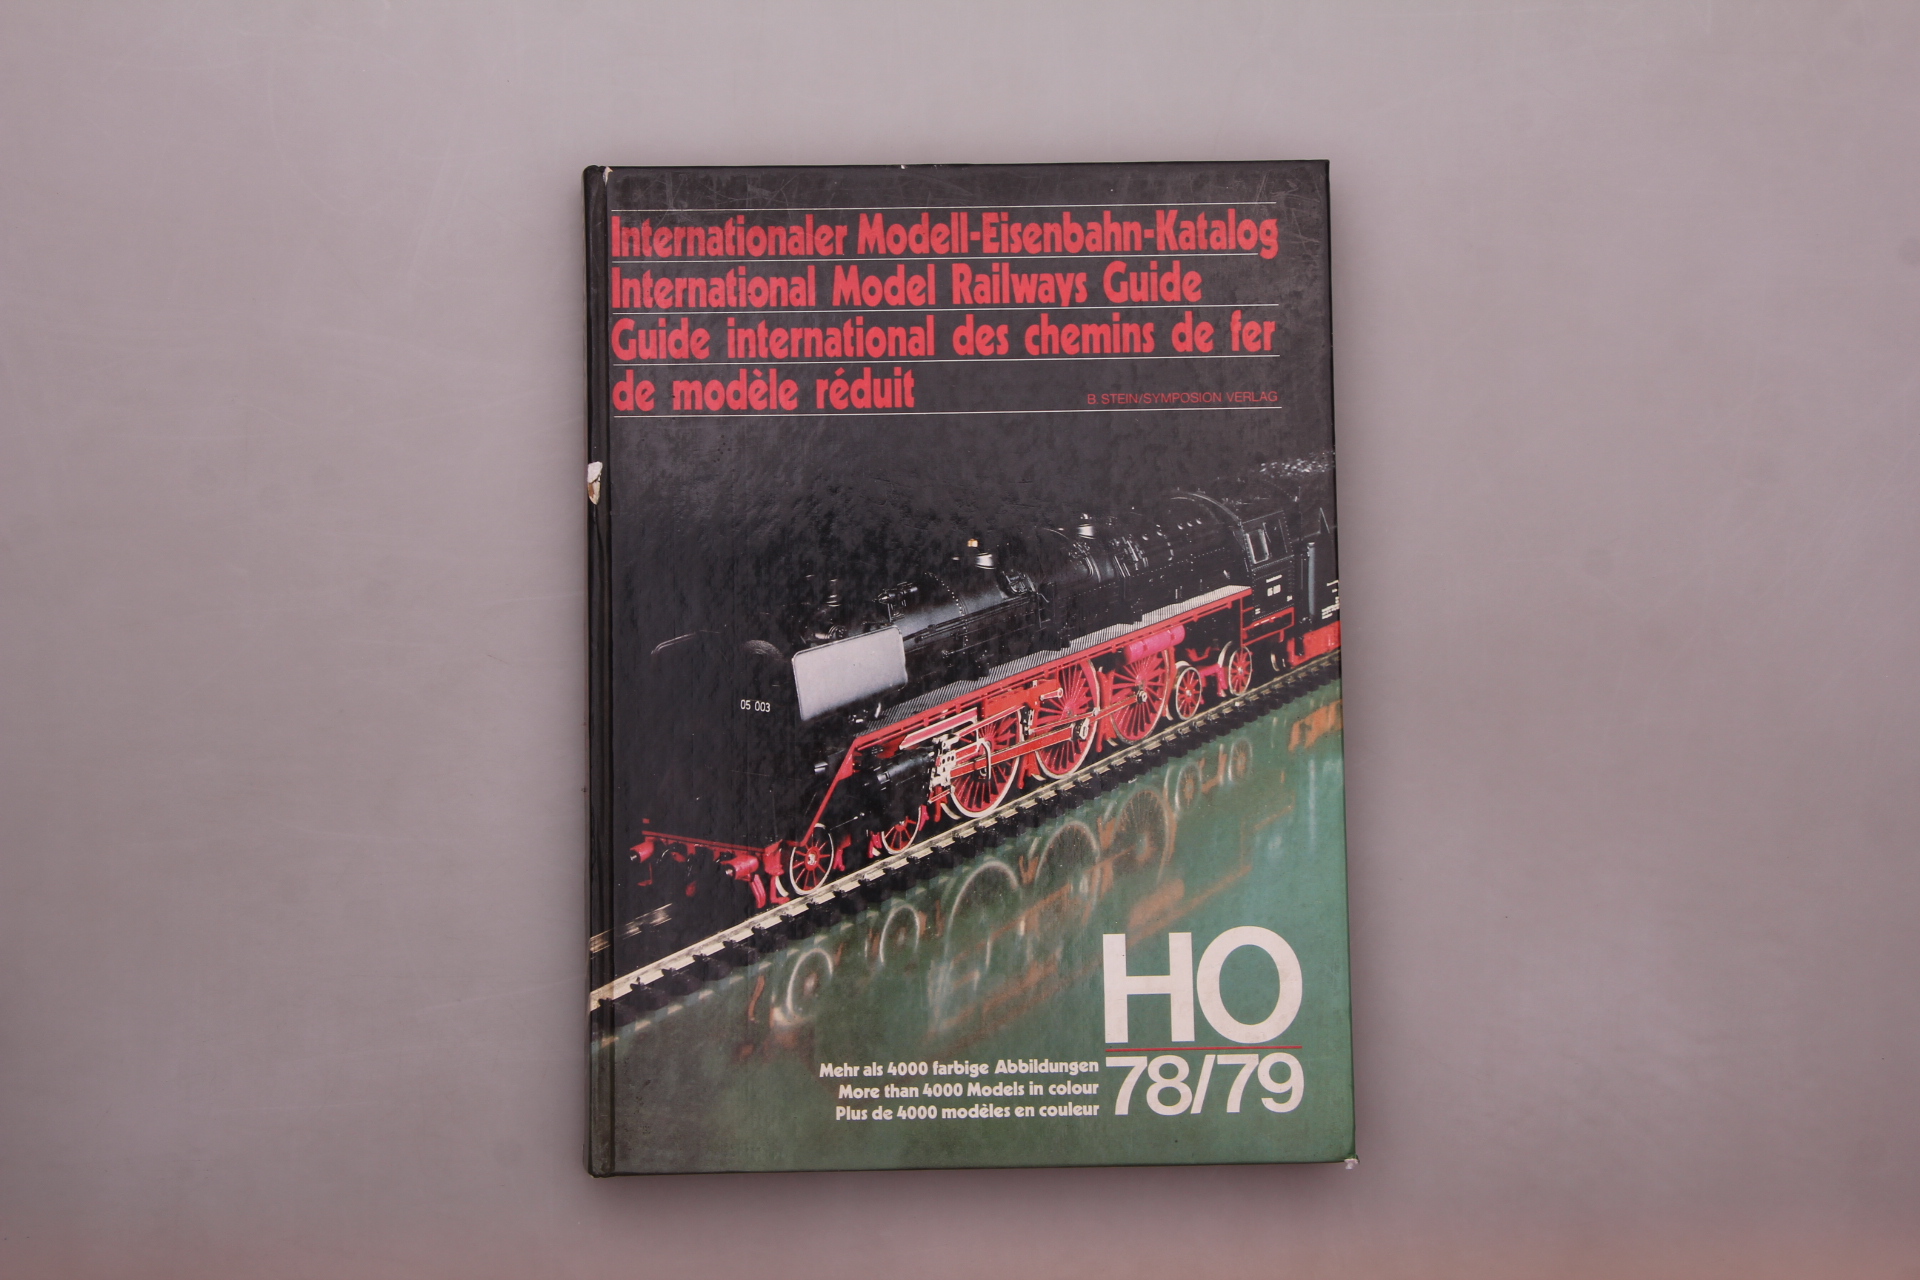 Internationaler Modell-Eisenbahn-Katalog
International Model Railways Guide
Guide international des chemins de fer
de modèle réduit
B. STEIN/SYMPOSION VERLAG
05 003
HO
78/79
Mehr als 4000 farbige Abbildungen
More than 4000 Models in colour
Plus de 4000 modèles en couleur